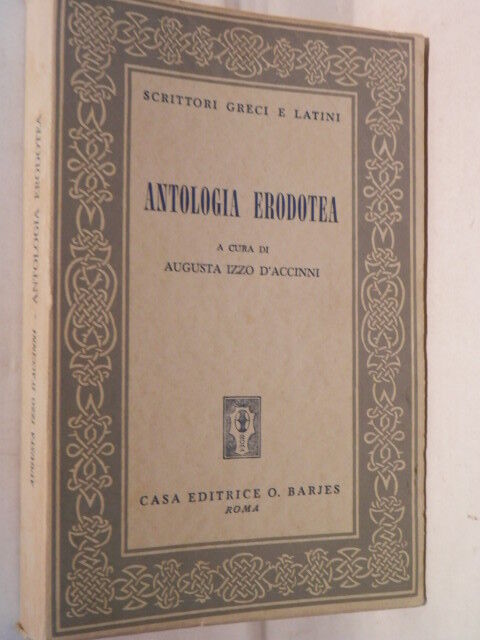 SCRITTORI GRECI E LATINI
ANTOLOGIA ERODOTEA
A CURA DI
AUGUSTA IZZO D'ACCINNI
CASA EDITRICE O. BARJES
ROMA
AUGUSTA IZZO D'ACCINNI - ANTOLOGIA ERODOTEA